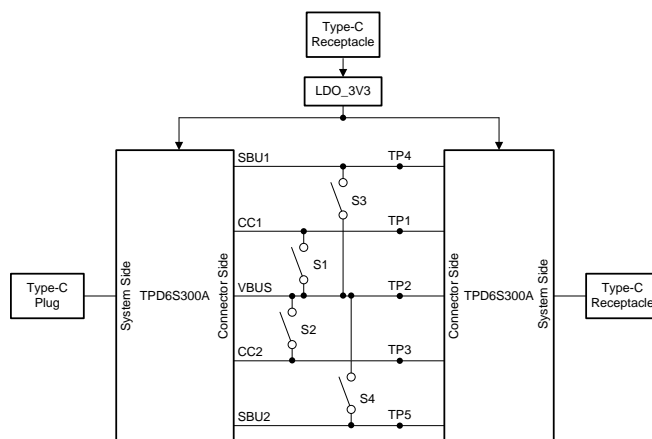 Type-C
Receptacle
LDO_3V3
SBU1
TP4
S3
CC1
TP1
S1
System Side
TPD6S300A
Connector Side
VBUS
TP2
Connector Side
TPD6S300A
System Side
Type-C
Plug
Type-C
Receptacle
S2
CC2
TP3
S4
SBU2
TP5